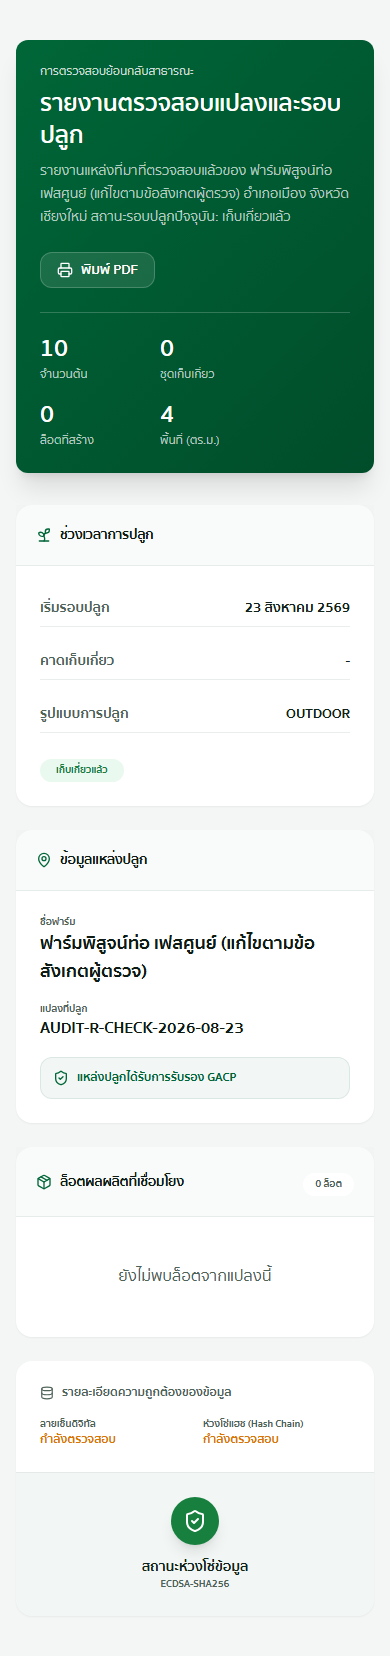 การตรวจสอบย้อนกลับสาธารณะ
รายงานตรวจสอบแปลงและรอบ
ปลูก
รายงานแหล่งที่มาที่ตรวจสอบแล้วของ ฟาร์มพิสูจน์ท่อ
เฟสศูนย์ (แก้ไขตามข้อสังเกตผู้ตรวจ) อำเภอเมือง จังหวัด
เชียงใหม่ สถานะรอบปลูกปัจจุบัน: เก็บเกี่ยวแล้ว
พิมพ์ PDF
10
0
จำนวนต้น
ชุดเก็บเกี่ยว
0
4
ล็อตที่สร้าง
พื้นที่ (ตร.ม.)
ช่วงเวลาการปลูก
เริ่มรอบปลูก
23 สิงหาคม 2569
คาดเก็บเกี่ยว
-
รูปแบบการปลูก
OUTDOOR
เก็บเกี่ยวแล้ว
ข้อมูลแหล่งปลูก
ชื่อฟาร์ม
ฟาร์มพิสูจน์ท่อ เฟสศูนย์ (แก้ไขตามข้อ
สังเกตผู้ตรวจ)
แปลงที่ปลูก
AUDIT-R-CHECK-2026-08-23
แหล่งปลูกได้รับการรับรอง GACP
ล็อตผลผลิตที่เชื่อมโยง
0 ล็อต
ยังไม่พบล็อตจากแปลงนี้
รายละเอียดความถูกต้องของข้อมูล
ลายเซ็นดิจิทัล
ห่วงโซ่แฮช (Hash Chain)
กำลังตรวจสอบ
กำลังตรวจสอบ
สถานะห่วงโซ่ข้อมูล
ECDSA-SHA256